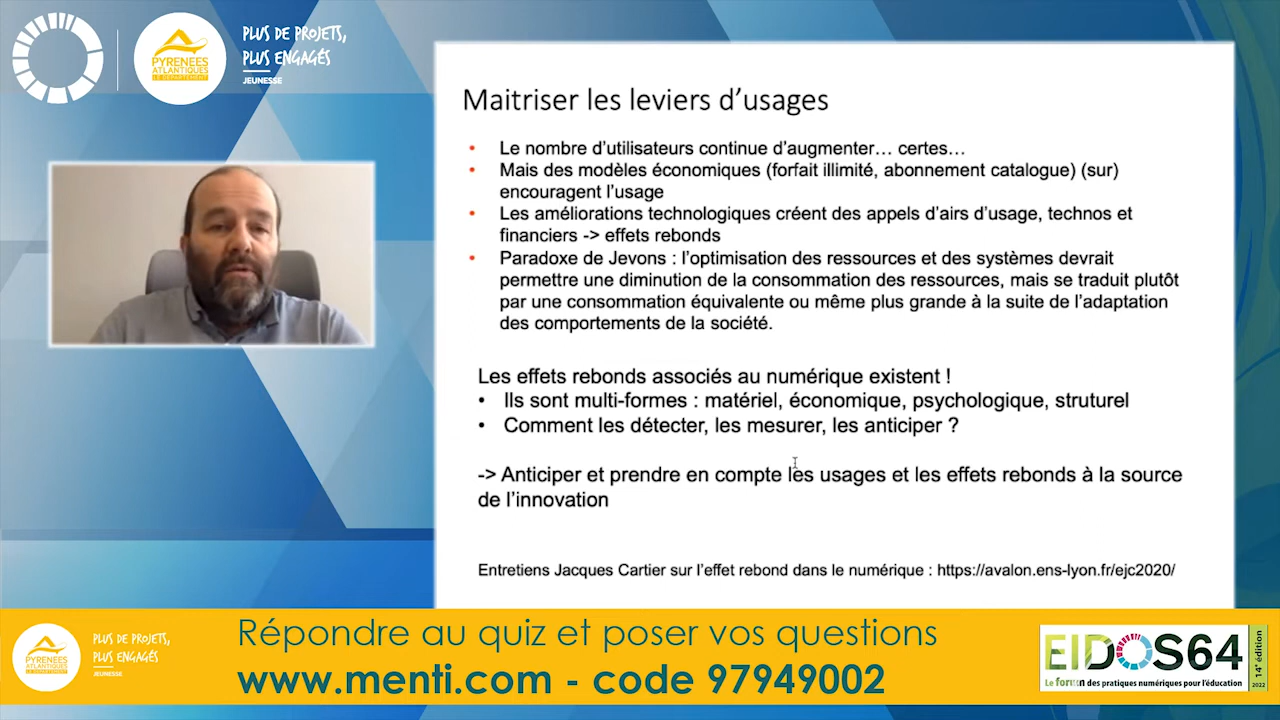 PLUS DE PROJETS,
PLUS ENGAGÉS
JEUNESSE
PYRÉNÉES
ATLANTIQUES
LE DÉPARTEMENT
Maitriser les leviers d’usages
• Le nombre d’utilisateurs continue d’augmenter… certes…
• Mais des modèles économiques (forfait illimité, abonnement catalogue) (sur)
encouragent l’usage
• Les améliorations technologiques créent des appels d’airs d’usage, technos et
financiers -> effets rebonds
• Paradoxe de Jevons : l’optimisation des ressources et des systèmes devrait
permettre une diminution de la consommation des ressources, mais se traduit plutôt
par une consommation équivalente ou même plus grande à la suite de l’adaptation
des comportements de la société.
Les effets rebonds associés au numérique existent !
• Ils sont multi-formes : matériel, économique, psychologique, struturel
• Comment les détecter, les mesurer, les anticiper ?
-> Anticiper et prendre en compte les usages et les effets rebonds à la source
de l’innovation
Entretiens Jacques Cartier sur l’effet rebond dans le numérique : https://avalon.ens-lyon.fr/ejc2020/
PYRÉNÉES
ATLANTIQUES
LE DÉPARTEMENT
PLUS DE PROJETS,
PLUS ENGAGÉS
JEUNESSE
Répondre au quiz et poser vos questions
www.menti.com - code 97949002
EIDOS64
Le forum des pratiques numériques pour l’éducation
14e édition
2022